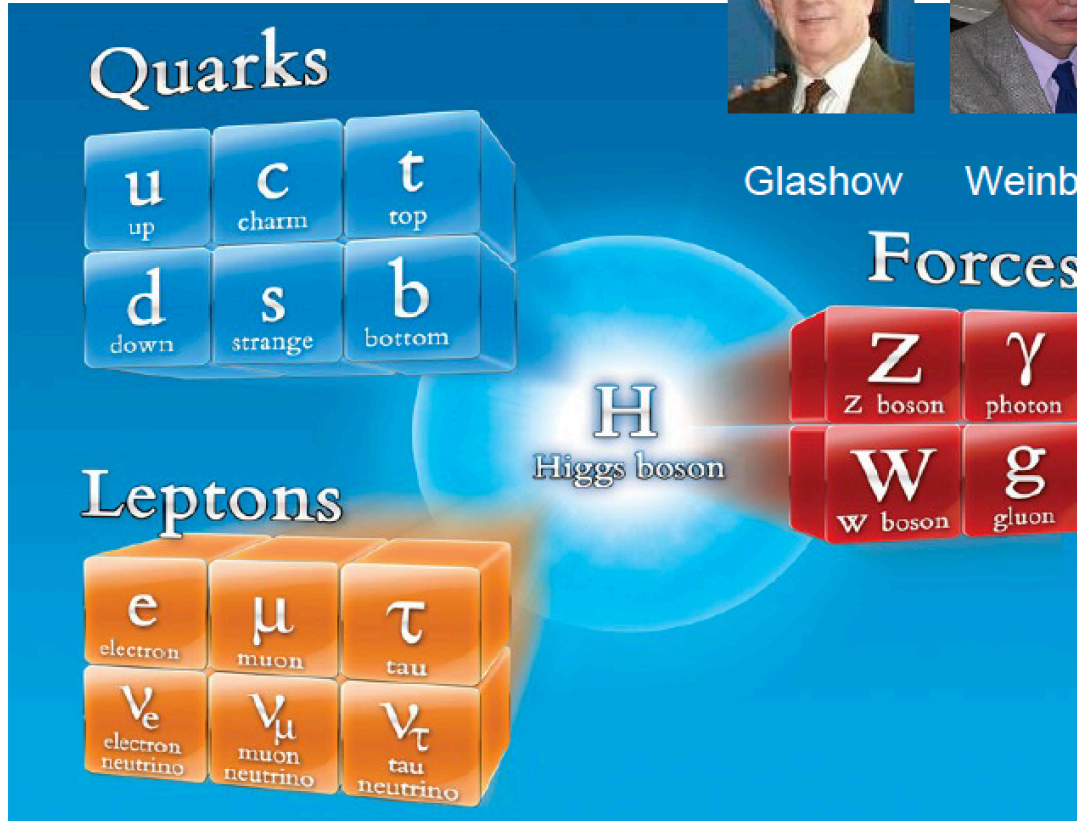 Quarks
u
up
c
charm
t
top
d
down
s
strange
b
bottom
Glashow
Weinb
Forces
Z
Z boson
γ
photon
W
W boson
g
gluon
H
Higgs boson
Leptons
e
electron
μ
muon
τ
tau
νe
electron
neutrino
νμ
muon
neutrino
ντ
tau
neutrino